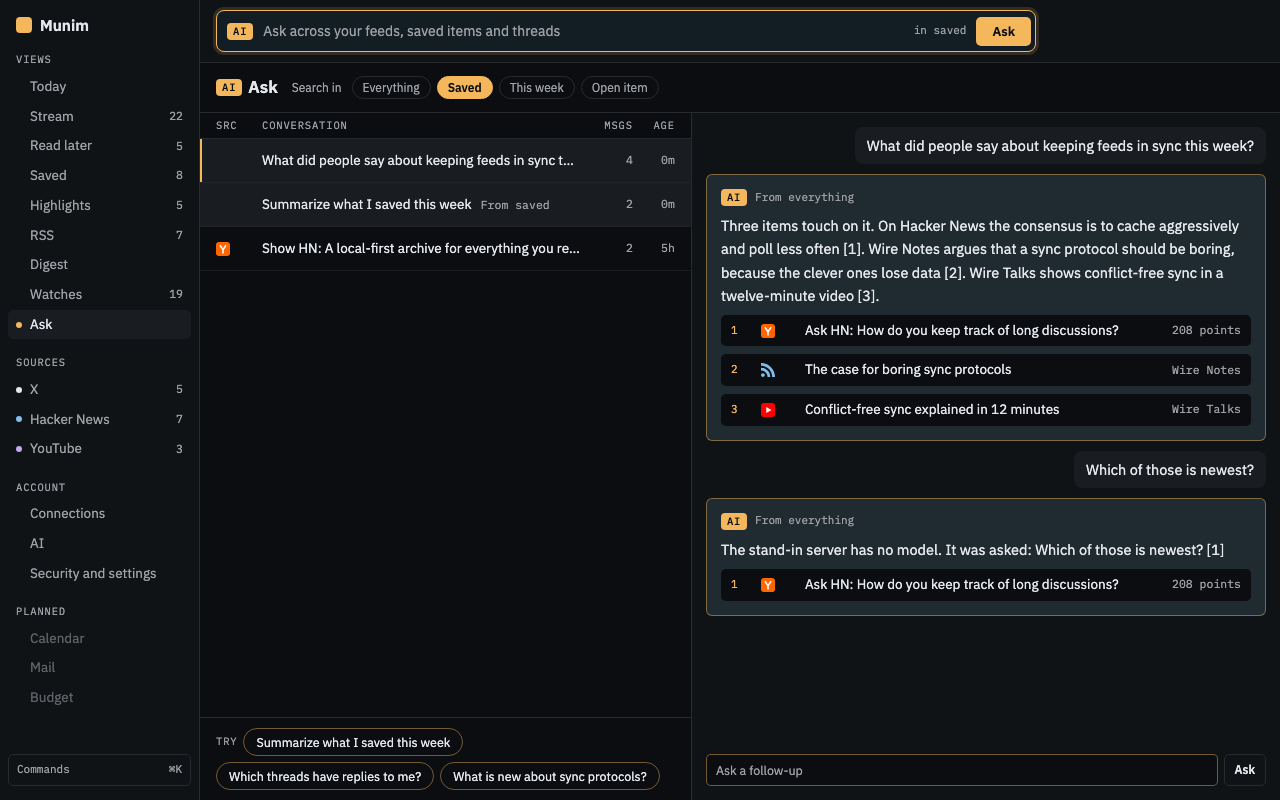 Munim
VIEWS
Today
Stream 22
Read later 5
Saved 8
Highlights 5
RSS 7
Digest
Watches 19
Ask
SOURCES
X 5
Hacker News 7
YouTube 3
ACCOUNT
Connections
AI
Security and settings
PLANNED
Calendar
Mail
Budget
Commands ⌘K
AI Ask across your feeds, saved items and threads in saved Ask
AI Ask Search in Everything Saved This week Open item
SRC CONVERSATION MSGS AGE
What did people say about keeping feeds in sync t... 4 0m
Summarize what I saved this week From saved 2 0m
Y Show HN: A local-first archive for everything you re... 2 5h
TRY Summarize what I saved this week
Which threads have replies to me? What is new about sync protocols?
What did people say about keeping feeds in sync this week?
AI From everything
Three items touch on it. On Hacker News the consensus is to cache aggressively
and poll less often [1]. Wire Notes argues that a sync protocol should be boring,
because the clever ones lose data [2]. Wire Talks shows conflict-free sync in a
twelve-minute video [3].
1 Y Ask HN: How do you keep track of long discussions? 208 points
2 The case for boring sync protocols Wire Notes
3 Conflict-free sync explained in 12 minutes Wire Talks
Which of those is newest?
AI From everything
The stand-in server has no model. It was asked: Which of those is newest? [1]
1 Y Ask HN: How do you keep track of long discussions? 208 points
Ask a follow-up Ask